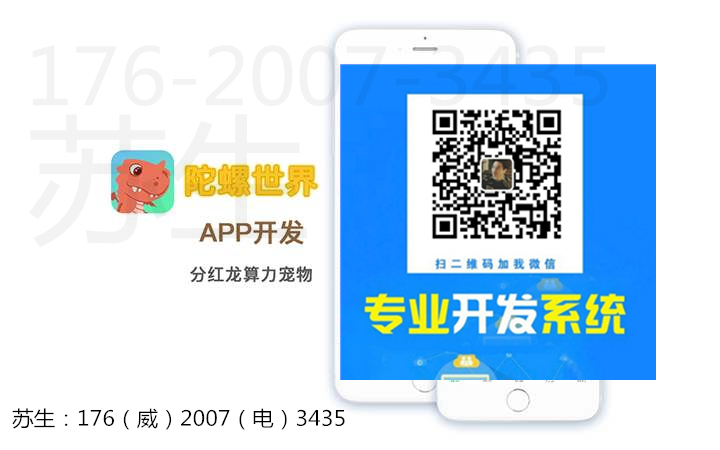 176-2007-3435
苏生
陀螺世界
APP开发
分红龙算力宠物
扫二维码加我微信
专业开发系统
苏生：176（威）2007（电）3435